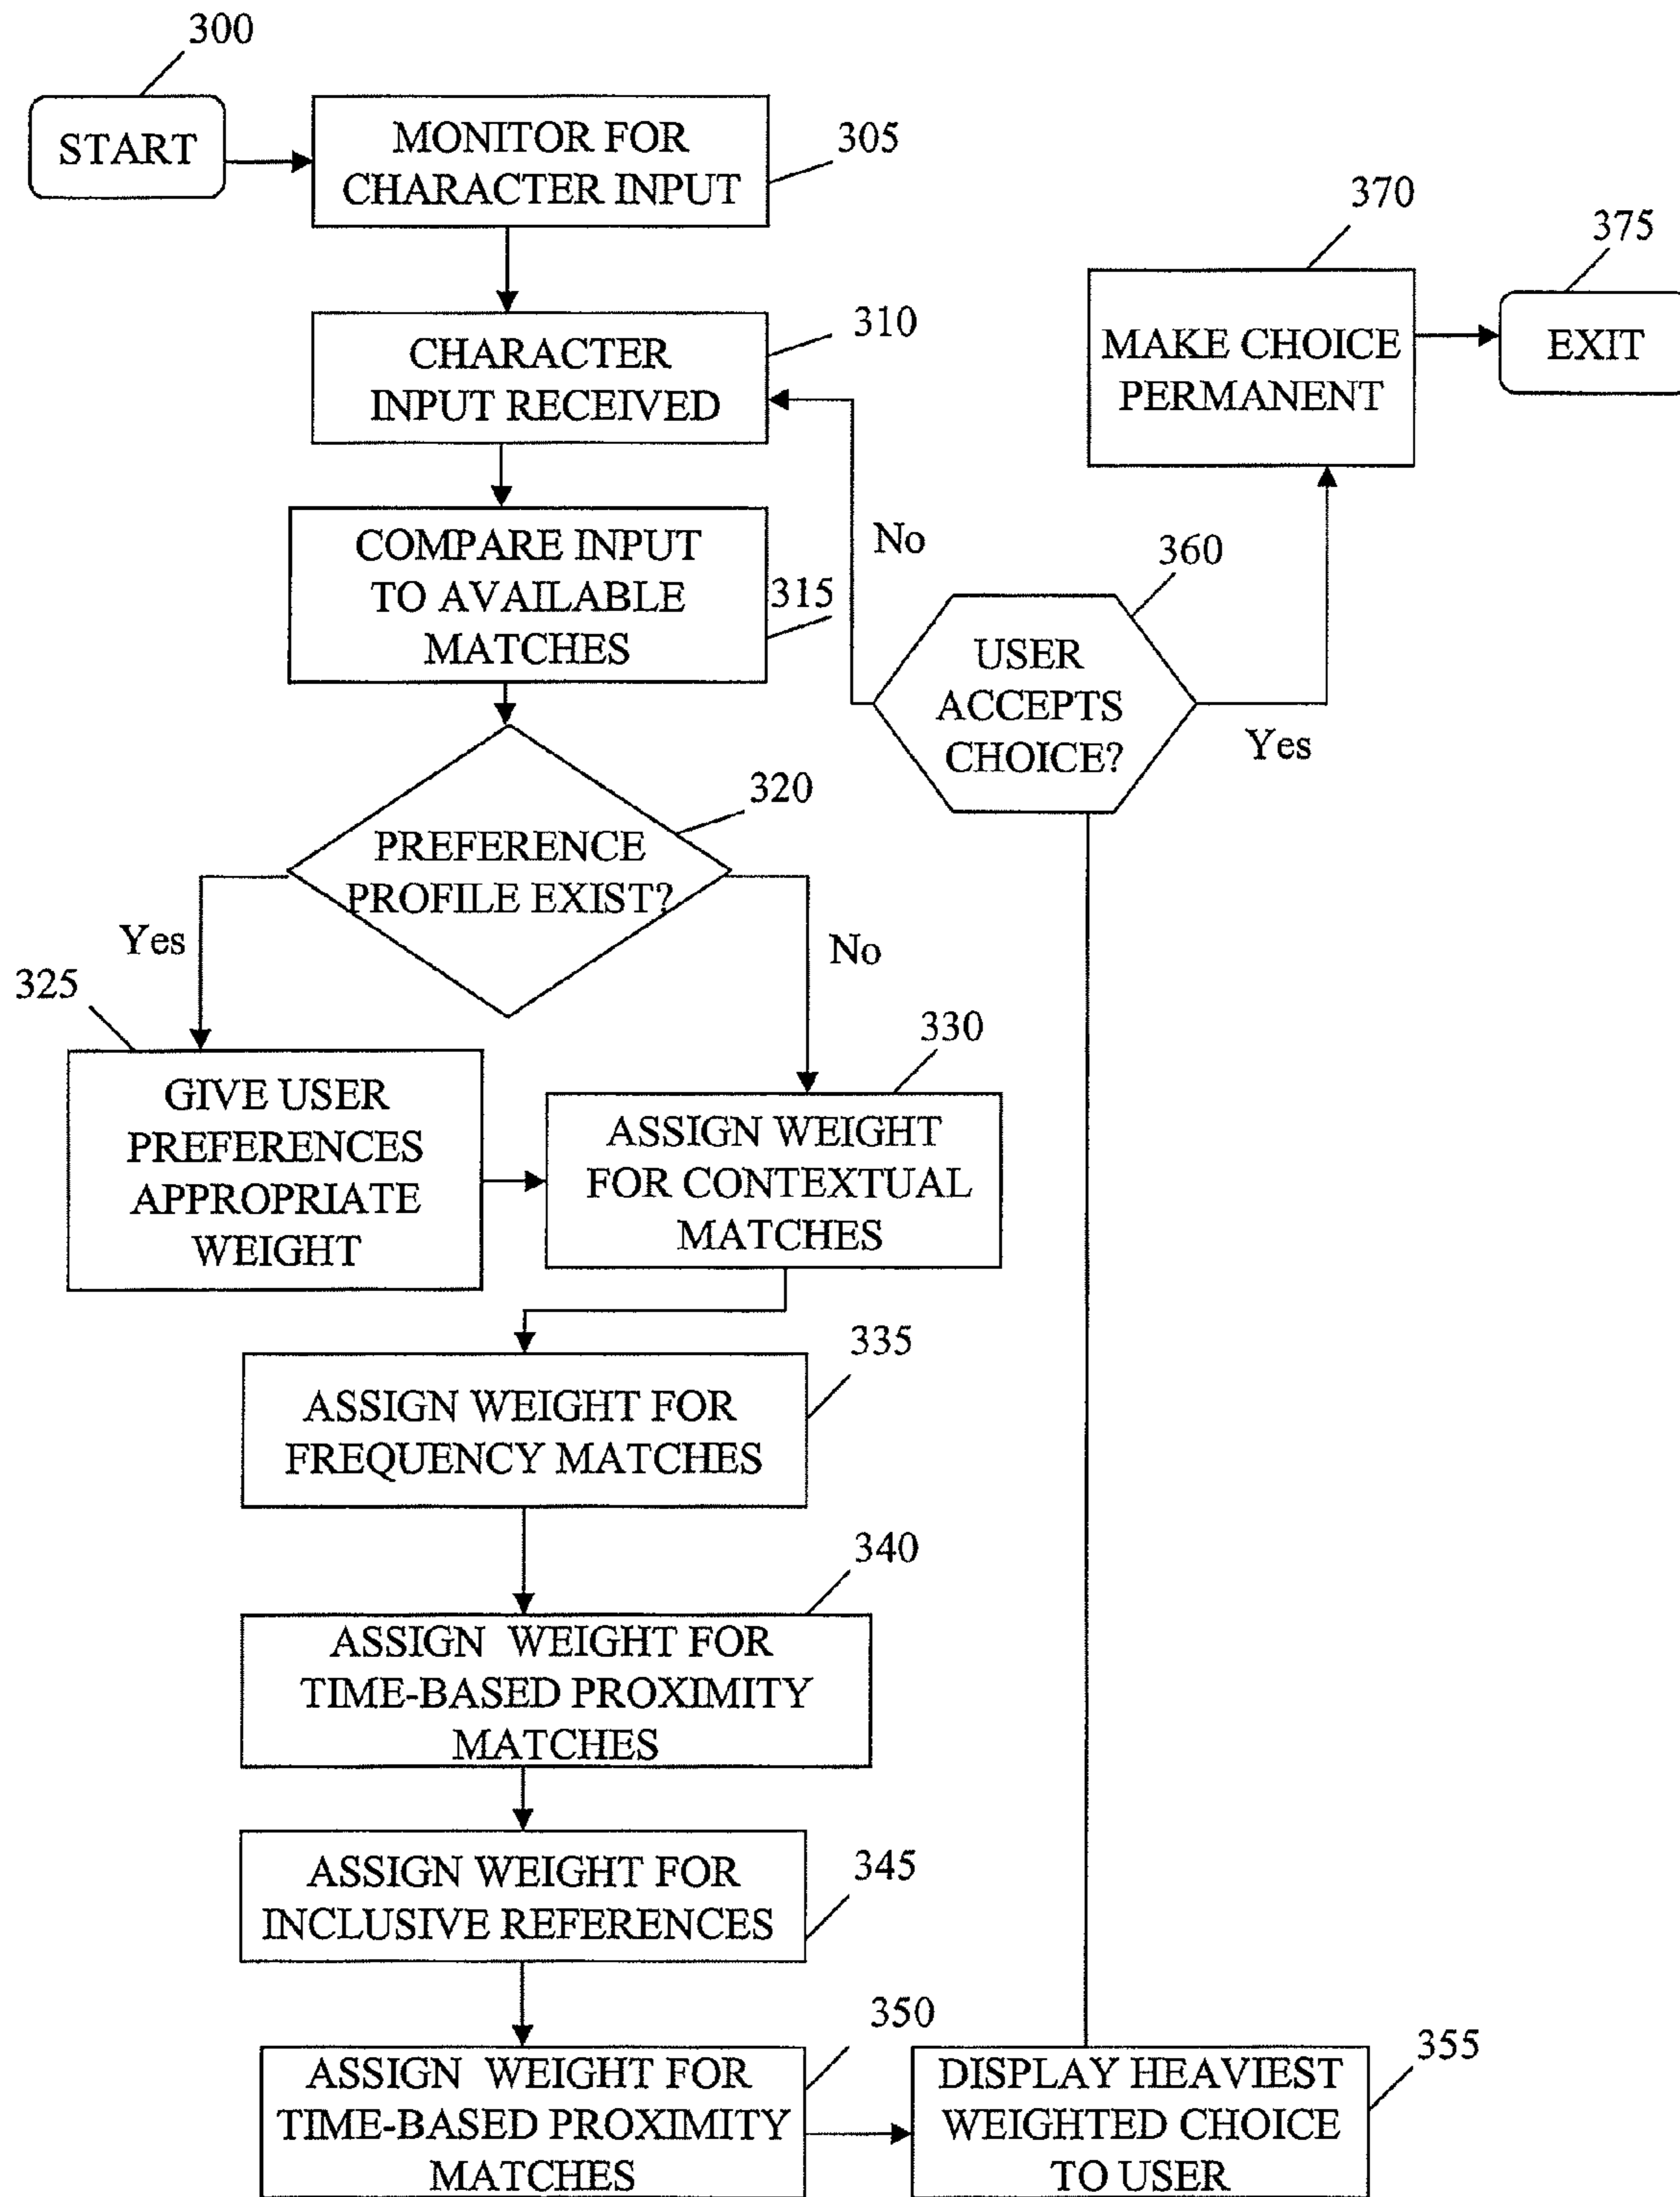 300
START
MONITOR FOR
CHARACTER INPUT
305
370
375
CHARACTER
INPUT RECEIVED
310
MAKE CHOICE
PERMANENT
EXIT
COMPARE INPUT
TO AVAILABLE
MATCHES
315
No
360
USER
ACCEPTS
CHOICE?
Yes
320
PREFERENCE
PROFILE EXIST?
Yes
No
325
330
GIVE USER
PREFERENCES
APPROPRIATE
WEIGHT
ASSIGN WEIGHT
FOR CONTEXTUAL
MATCHES
335
ASSIGN WEIGHT FOR
FREQUENCY MATCHES
340
ASSIGN WEIGHT FOR
TIME-BASED PROXIMITY
MATCHES
345
ASSIGN WEIGHT FOR
INCLUSIVE REFERENCES
350
ASSIGN WEIGHT FOR
TIME-BASED PROXIMITY
MATCHES
355
DISPLAY HEAVIEST
WEIGHTED CHOICE
TO USER